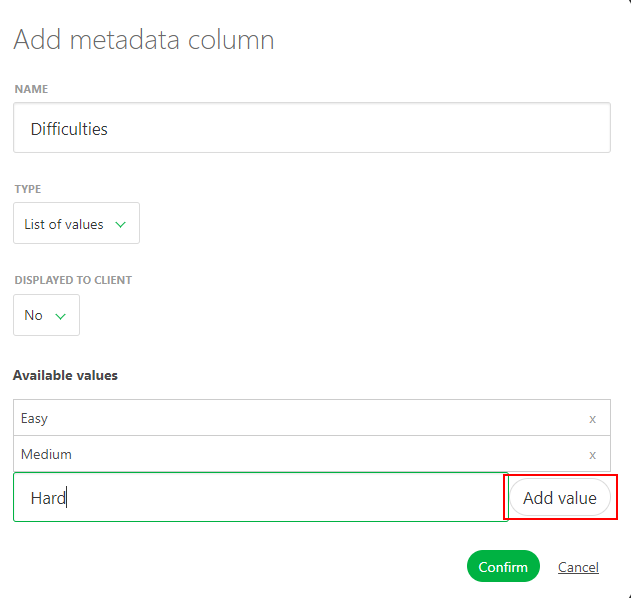 Add metadata column
NAME
Difficulties
TYPE
List of values
DISPLAYED TO CLIENT
No
Available values
Easy x
Medium x
Hard Add value
Confirm Cancel